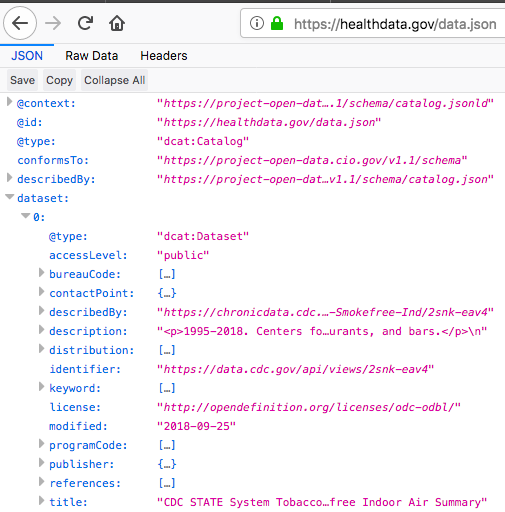 https://healthdata.gov/data.json
JSON Raw Data Headers
Save Copy Collapse All
@context: "https://project-open-dat….1/schema/catalog.jsonld"
@id: "https://healthdata.gov/data.json"
@type: "dcat:Catalog"
conformsTo: "https://project-open-data.cio.gov/v1.1/schema"
describedBy: "https://project-open-dat…v1.1/schema/catalog.json"
dataset:
0:
@type: "dcat:Dataset"
accessLevel: "public"
bureauCode: […]
contactPoint: {…}
describedBy: "https://chronicdata.cdc.…-Smokefree-Ind/2snk-eav4"
description: "<p>1995-2018. Centers fo…urants, and bars.</p>\n"
distribution: […]
identifier: "https://data.cdc.gov/api/views/2snk-eav4"
keyword: […]
license: "http://opendefinition.org/licenses/odc-odbl/"
modified: "2018-09-25"
programCode: […]
publisher: {…}
references: […]
title: "CDC STATE System Tobacco…free Indoor Air Summary"